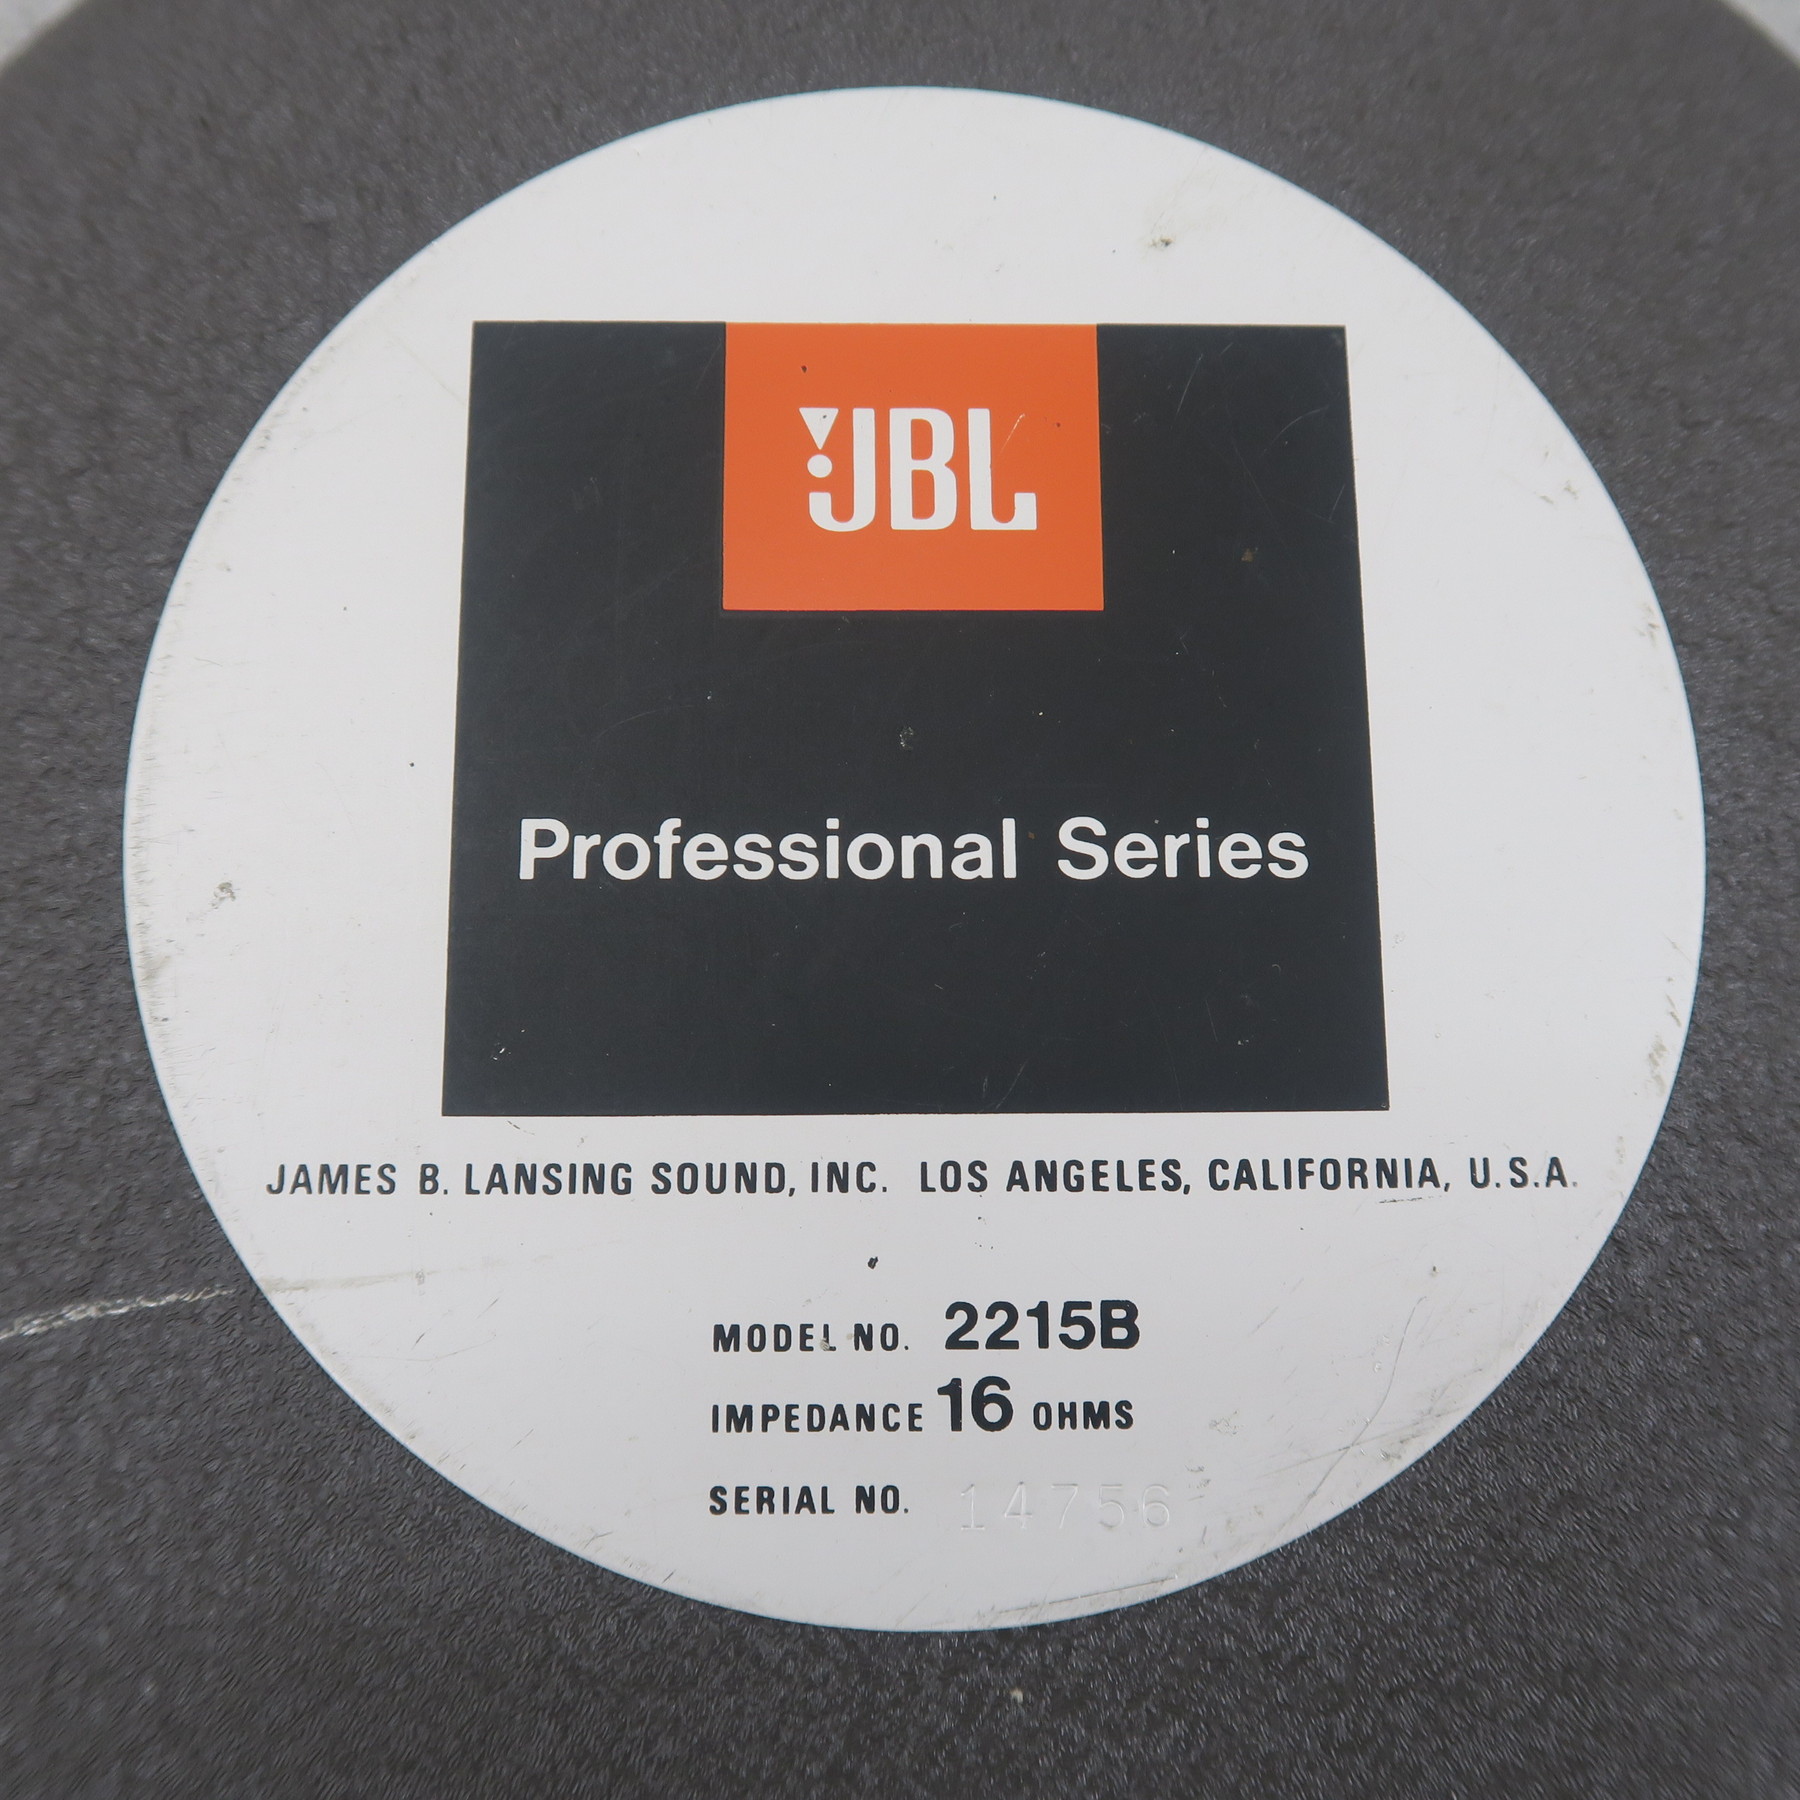 JBL
Professional Series
JAMES B. LANSING SOUND, INC. LOS ANGELES, CALIFORNIA, U.S.A.
MODEL NO. 2215B
IMPEDANCE 16 OHMS
SERIAL NO. 14756